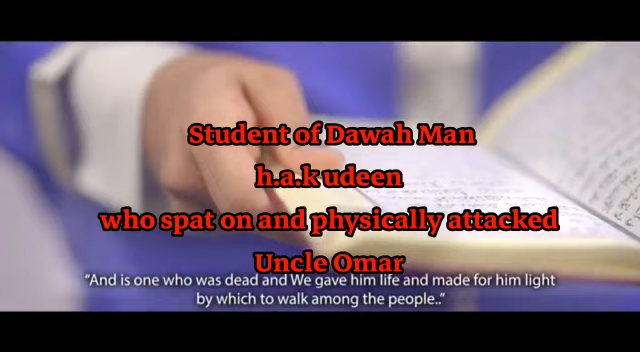 Student of Dawah Man
h.a.k udeen
who spat on and physically attacked
Uncle Omar
“And is one who was dead and We gave him life and made for him light
by which to walk among the people..”